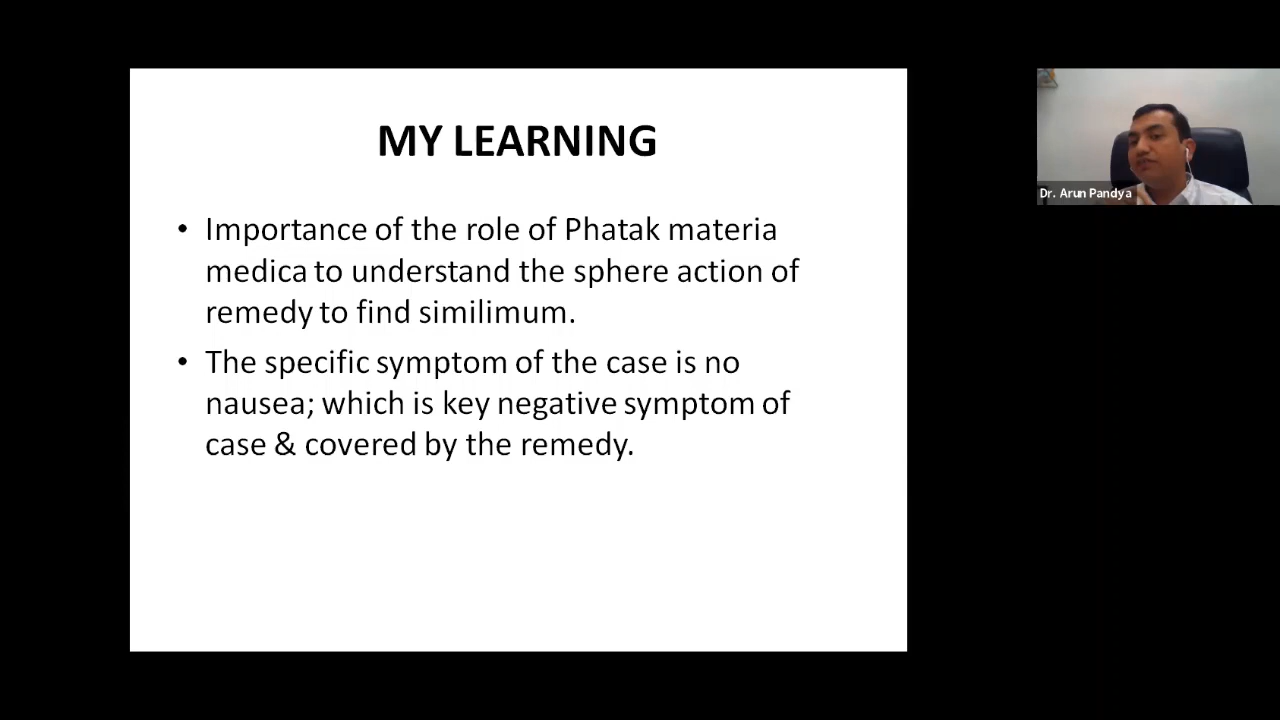 MY LEARNING
• Importance of the role of Phatak materia
medica to understand the sphere action of
remedy to find similimum.
• The specific symptom of the case is no
nausea; which is key negative symptom of
case & covered by the remedy.
Dr. Arun Pandya